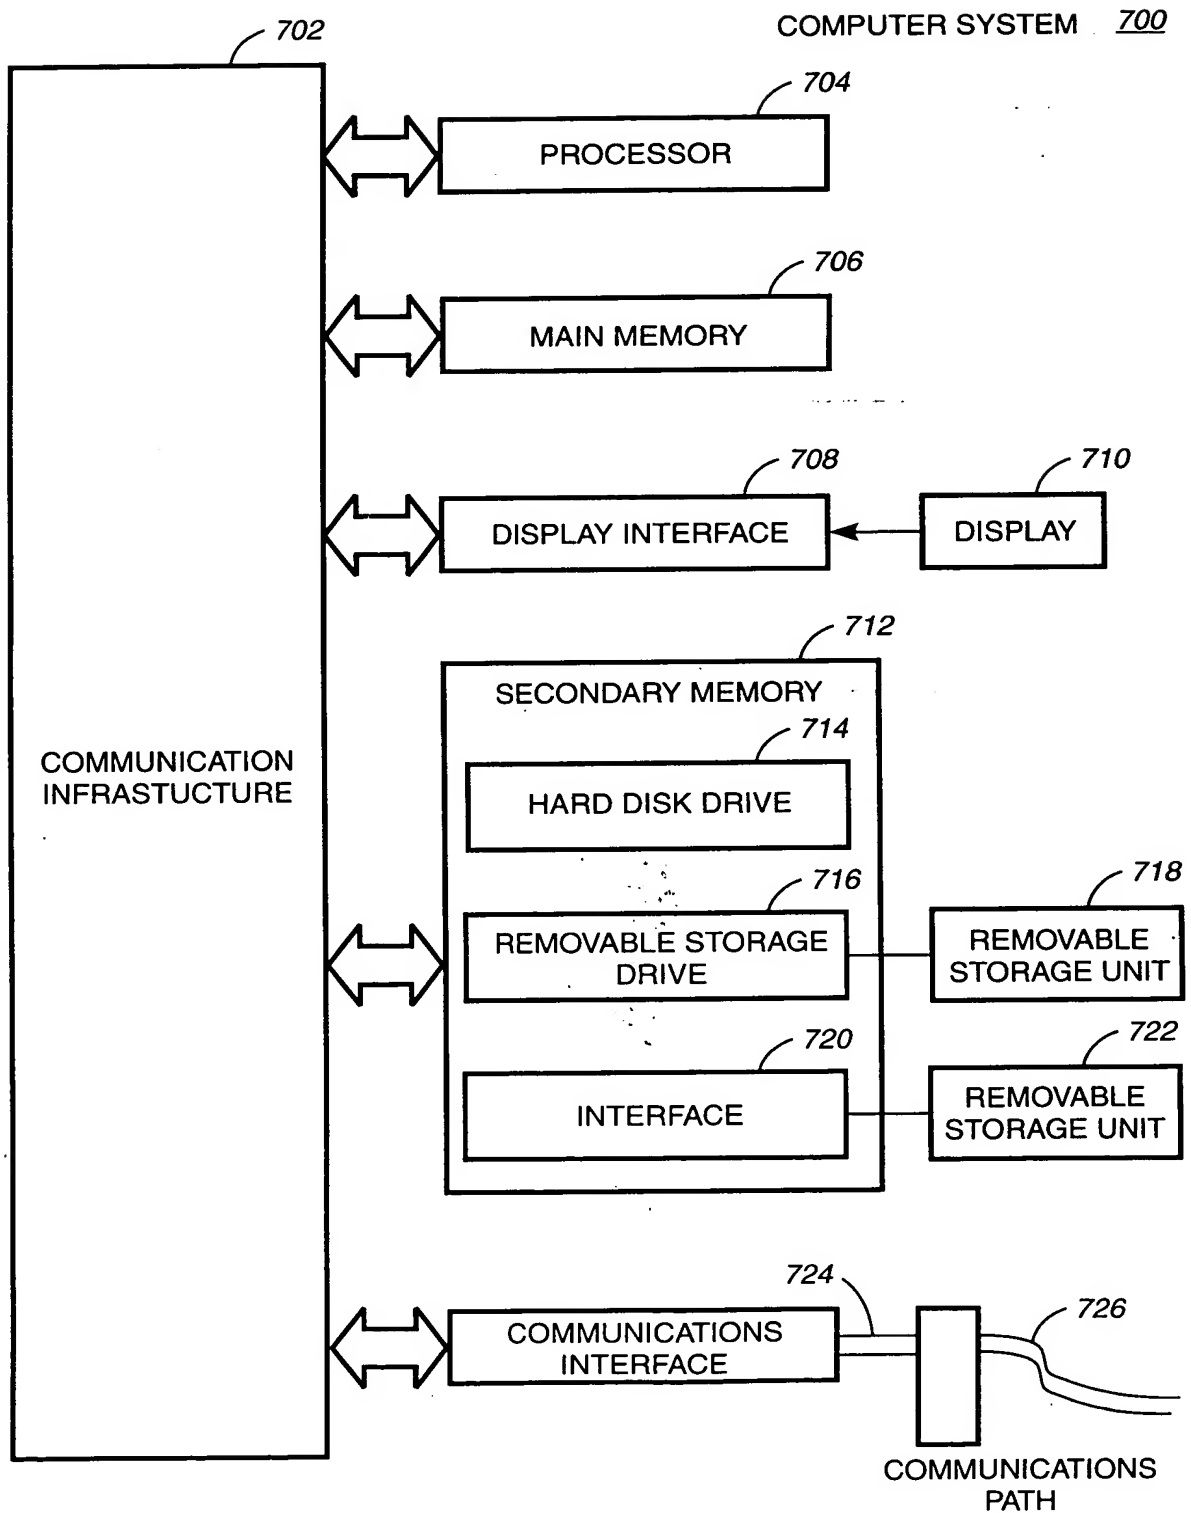 702
COMPUTER SYSTEM 700
704
PROCESSOR
706
MAIN MEMORY
708
DISPLAY INTERFACE
710
DISPLAY
712
SECONDARY MEMORY
714
HARD DISK DRIVE
COMMUNICATION
INFRASTUCTURE
716
REMOVABLE STORAGE
DRIVE
718
REMOVABLE
STORAGE UNIT
720
INTERFACE
722
REMOVABLE
STORAGE UNIT
724
COMMUNICATIONS
INTERFACE
726
COMMUNICATIONS
PATH